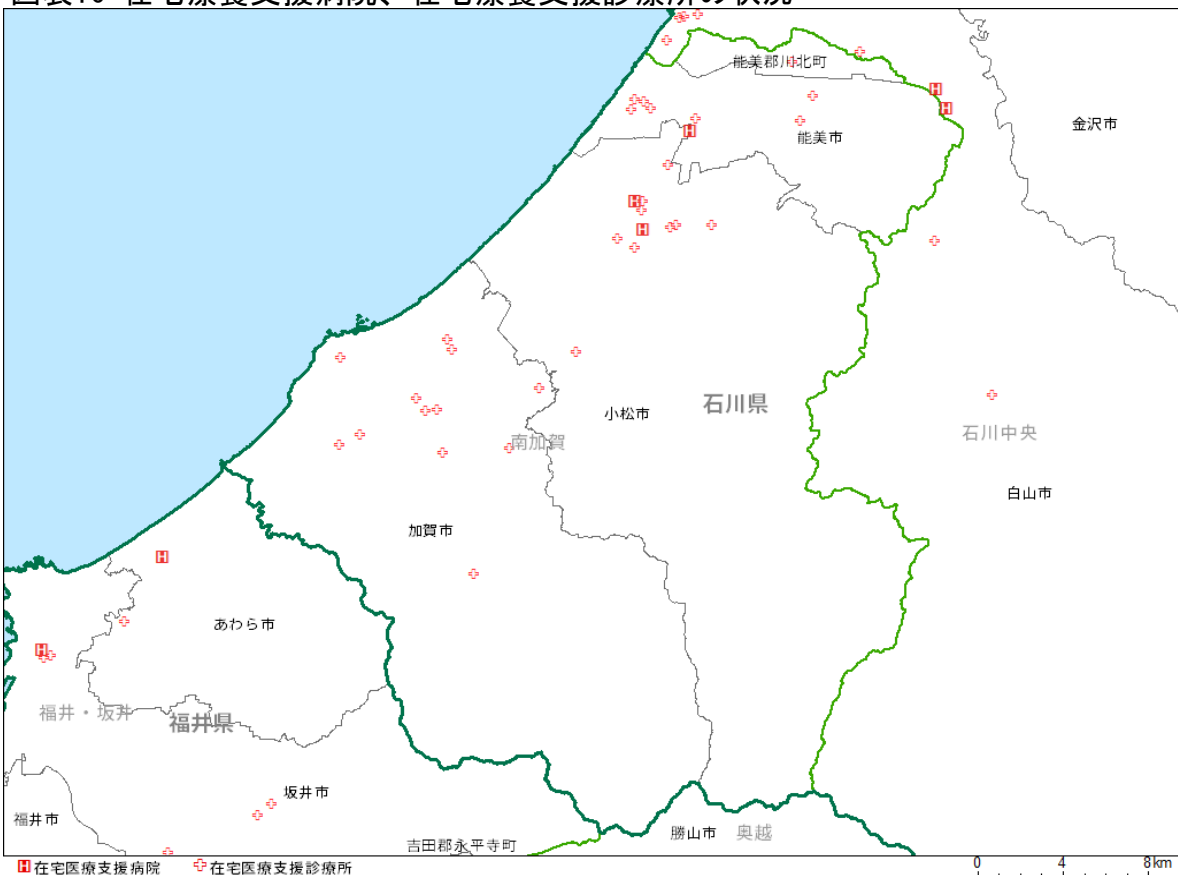 能美郡川北町
金沢市
能美市
石川県
小松市
南加賀
石川中央
白山市
加賀市
あわら市
福井・坂井
福井県
坂井市
福井市
勝山市
奥越
吉田郡永平寺町
H在宅医療支援病院
在宅医療支援診療所
0 4 8km